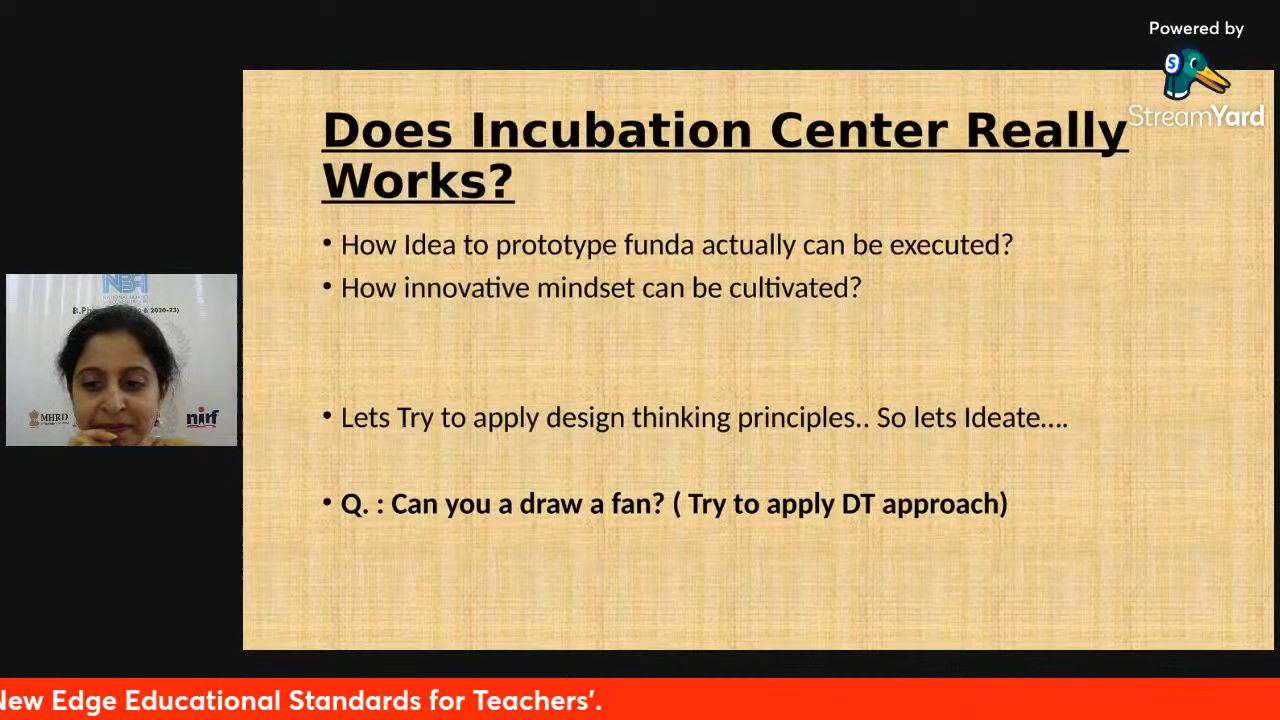 Powered by
S
StreamYard
Does Incubation Center Really
Works?
• How Idea to prototype funda actually can be executed?
• How innovative mindset can be cultivated?
• Lets Try to apply design thinking principles.. So lets Ideate....
• Q. : Can you a draw a fan? ( Try to apply DT approach)
NBA
MHRD
nirf
New Edge Educational Standards for Teachers'.